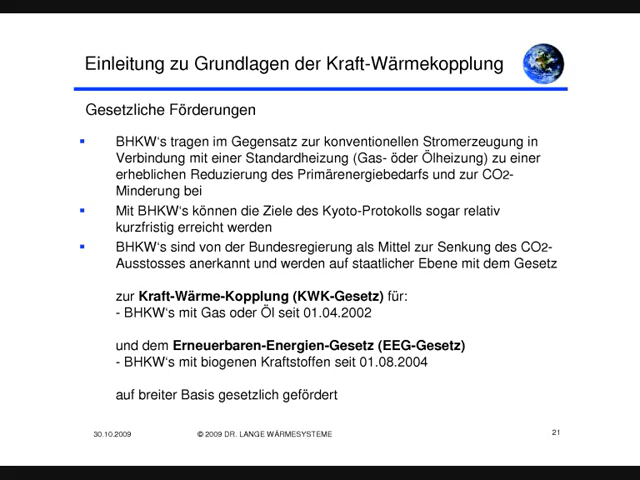 Einleitung zu Grundlagen der Kraft-Wärmekopplung
Gesetzliche Förderungen
BHKW's tragen im Gegensatz zur konventionellen Stromerzeugung in
Verbindung mit einer Standardheizung (Gas- öder Ölheizung) zu einer
erheblichen Reduzierung des Primärenergiebedarfs und zur CO2-
Minderung bei
Mit BHKW's können die Ziele des Kyoto-Protokolls sogar relativ
kurzfristig erreicht werden
BHKW's sind von der Bundesregierung als Mittel zur Senkung des CO2-
Ausstosses anerkannt und werden auf staatlicher Ebene mit dem Gesetz
zur Kraft-Wärme-Kopplung (KWK-Gesetz) für:
- BHKW's mit Gas oder Öl seit 01.04.2002
und dem Erneuerbaren-Energien-Gesetz (EEG-Gesetz)
- BHKW's mit biogenen Kraftstoffen seit 01.08.2004
auf breiter Basis gesetzlich gefördert
30.10.2009 © 2009 DR. LANGE WÄRMESYSTEME 21